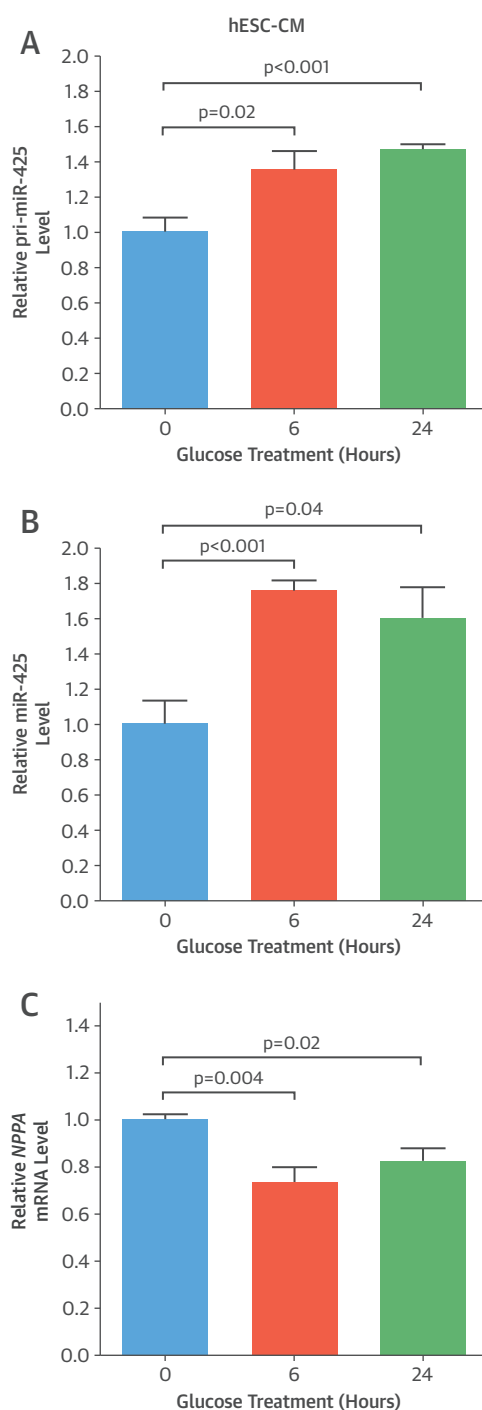 hESC-CM
A
2.0
1.8
1.6
1.4
1.2
1.0
0.8
0.6
0.4
0.2
0.0
Relative pri-miR-425
Level
p<0.001
p=0.02
0 6 24
Glucose Treatment (Hours)
B
2.0
1.8
1.6
1.4
1.2
1.0
0.8
0.6
0.4
0.2
0.0
Relative miR-425
Level
p=0.04
p<0.001
0 6 24
Glucose Treatment (Hours)
C
1.4
1.2
1.0
0.8
0.6
0.4
0.2
0.0
Relative NPPA
mRNA Level
p=0.02
p=0.004
0 6 24
Glucose Treatment (Hours)